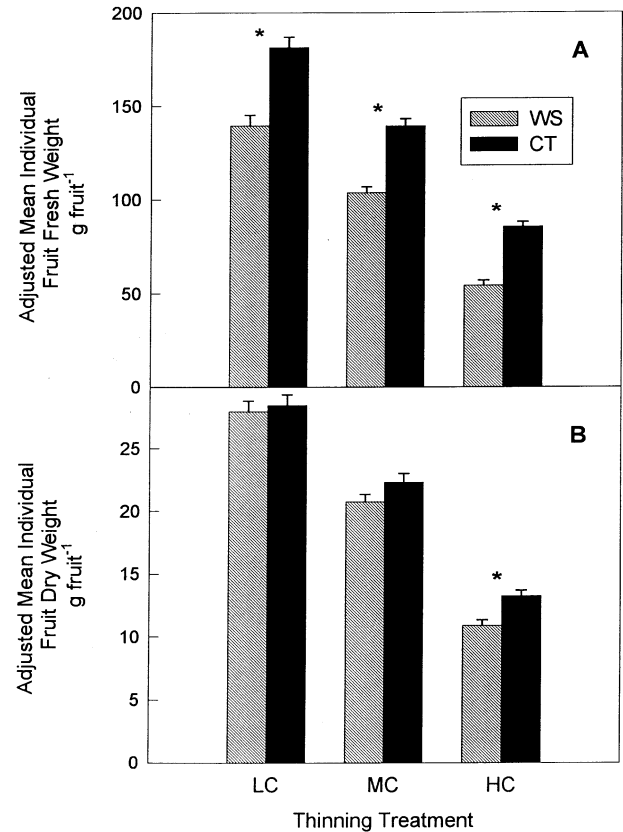 200
150
100
50
0
Adjusted Mean Individual
Fruit Fresh Weight
g fruit-1
*
*
*
A
WS
CT
25
20
15
10
5
0
Adjusted Mean Individual
Fruit Dry Weight
g fruit-1
B
*
LC MC HC
Thinning Treatment